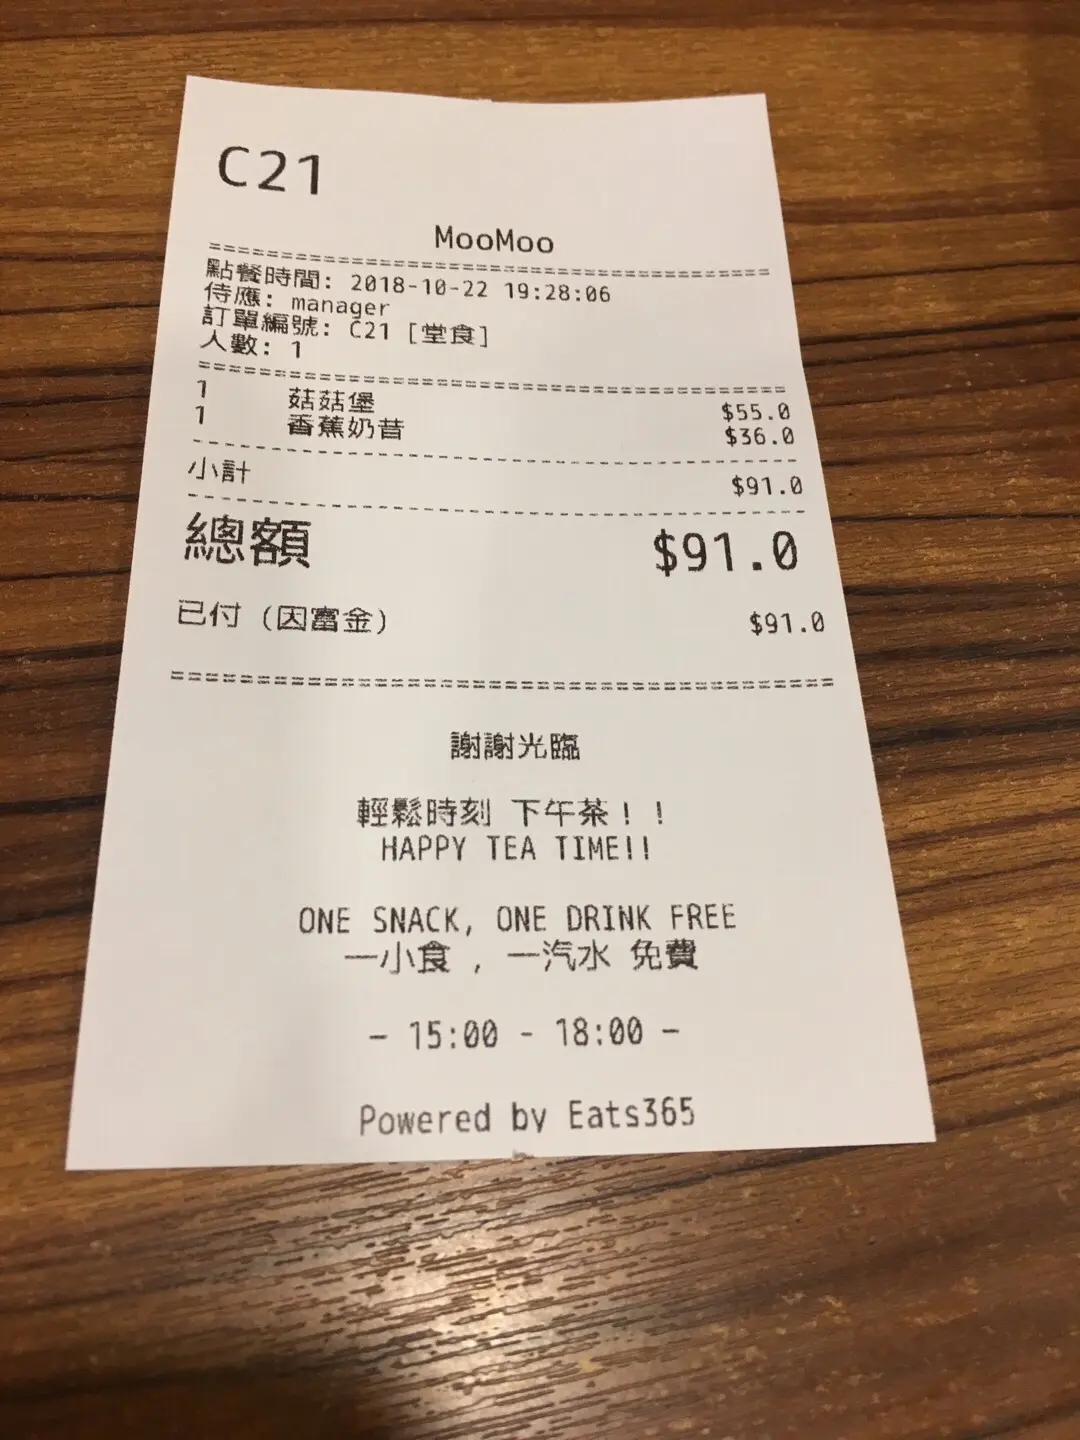 C21
MooMoo
點餐時間: 2018-10-22 19:28:06
侍應: manager
訂單編號: C21 [堂食]
人數: 1
1 菇菇堡 $55.0
1 香蕉奶昔 $36.0
小計 $91.0
總額 $91.0
已付 (因富金) $91.0
謝謝光臨
輕鬆時刻 下午茶！！
HAPPY TEA TIME!!
ONE SNACK, ONE DRINK FREE
一小食 , 一汽水 免費
- 15:00 - 18:00 -
Powered by Eats365